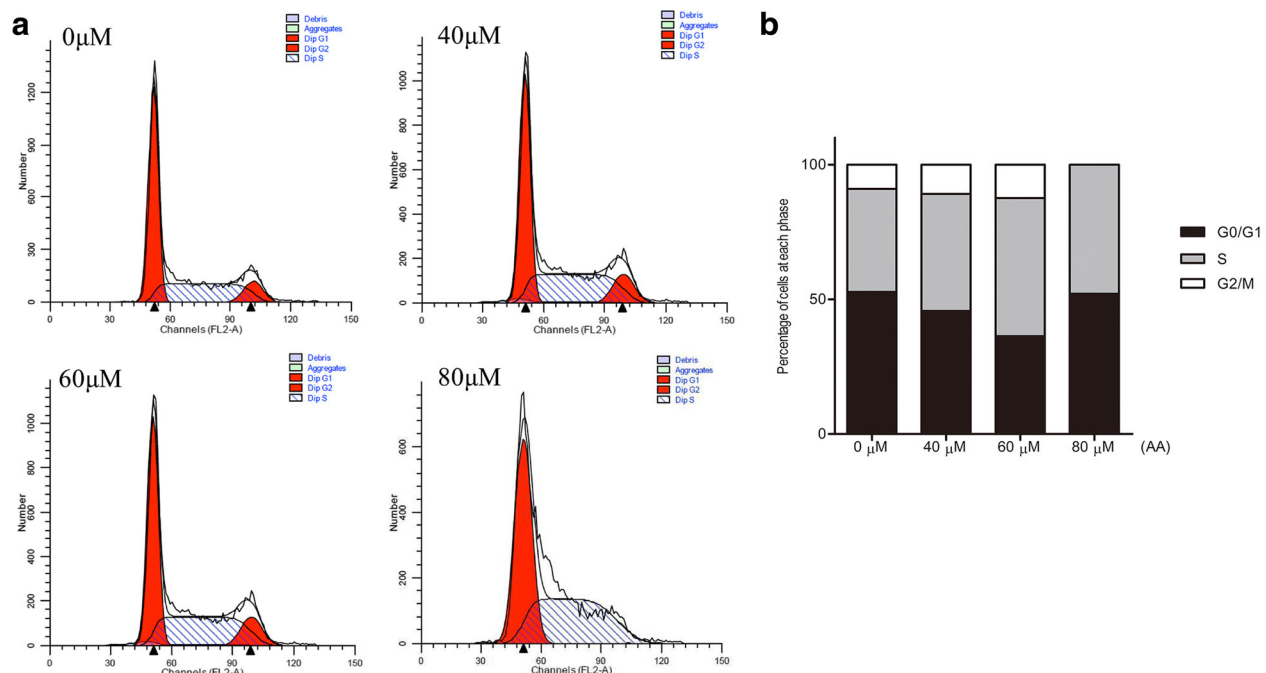 a
0μM
Debris
Aggregates
Dip G1
Dip G2
Dip S
Number
0
300
600
900
1200
0
30
60
90
120
150
Channels (FL2-A)
40μM
Debris
Aggregates
Dip G1
Dip G2
Dip S
Number
0
200
400
600
800
1000
0
30
60
90
120
150
Channels (FL2-A)
60μM
Debris
Aggregates
Dip G1
Dip G2
Dip S
Number
0
200
400
600
800
1000
0
30
60
90
120
150
Channels (FL2-A)
80μM
Debris
Aggregates
Dip G1
Dip G2
Dip S
Number
0
200
400
600
0
30
60
90
120
150
Channels (FL2-A)
b
Percentage of cells at each phase
100
50
0
0 μM 40 μM 60 μM 80 μM (AA)
G0/G1
S
G2/M